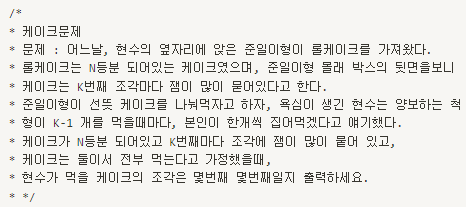 /*
* 케이크문제
* 문제 : 어느날, 현수의 옆자리에 앉은 준일이형이 롤케이크를 가져왔다.
* 롤케이크는 N등분 되어있는 케이크였으며, 준일이형 몰래 박스의 뒷면을보니
* 케이크는 K번째 조각마다 잼이 많이 묻어있다고 한다.
* 준일이형이 선뜻 케이크를 나눠먹자고 하자, 욕심이 생긴 현수는 양보하는 척
* 형이 K-1 개를 먹을때마다, 본인이 한개씩 집어먹겠다고 얘기했다.
* 케이크가 N등분 되어있고 K번째마다 조각에 잼이 많이 뭍어 있고,
* 케이크는 둘이서 전부 먹는다고 가정했을때,
* 현수가 먹을 케이크의 조각은 몇번째 몇번째일지 출력하세요.
* */